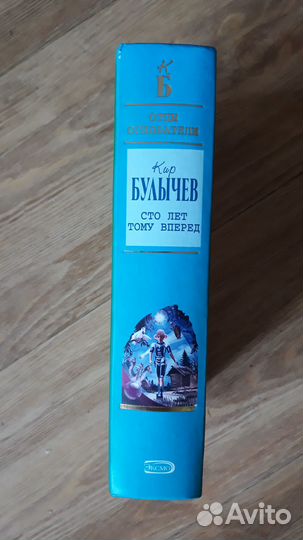 К
Б
ОТЦЫ
ОСНОВАТЕЛИ
Кир
БУЛЫЧЕВ
СТО ЛЕТ
ТОМУ ВПЕРЕД
ЭКСМО
Avito